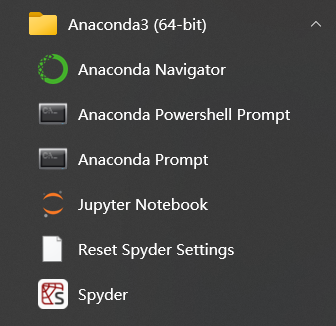 Anaconda3 (64-bit)
Anaconda Navigator
Anaconda Powershell Prompt
Anaconda Prompt
Jupyter Notebook
Reset Spyder Settings
Spyder